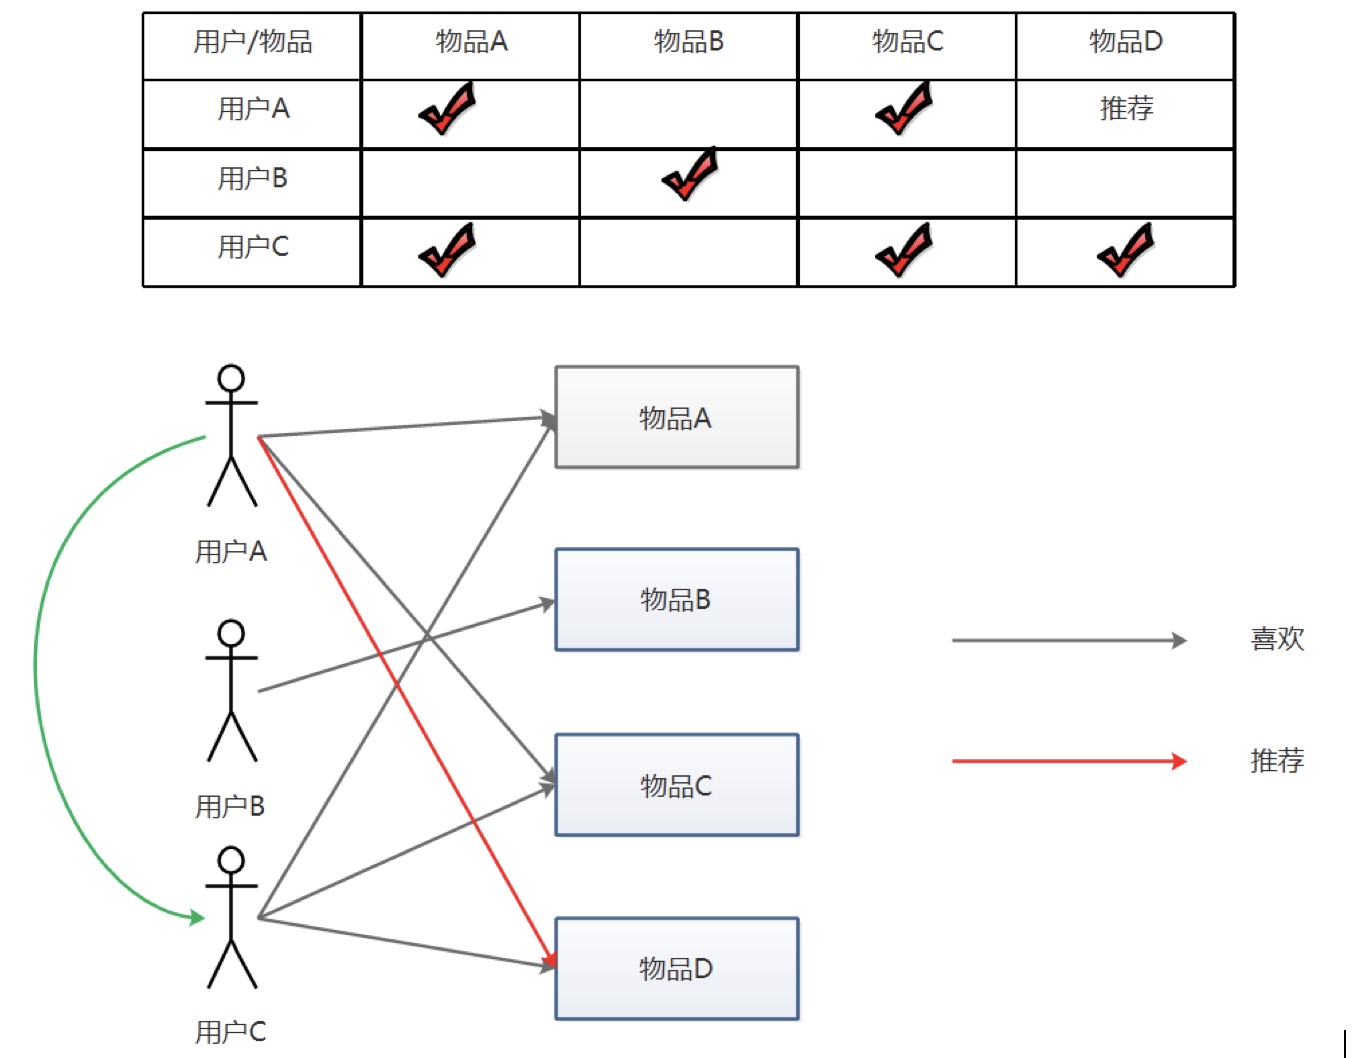 用户/物品 物品A 物品B 物品C 物品D
用户A 推荐
用户B
用户C
物品A
用户A
物品B
喜欢
物品C
推荐
用户B
物品D
用户C